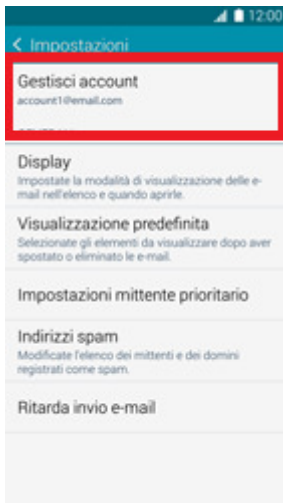 12:00
Impostazioni
Gestisci account
account1@email.com
Display
Impostate la modalità di visualizzazione delle e-
mail nell'elenco e quando aprirle.
Visualizzazione predefinita
Selezionate gli elementi da visualizzare dopo aver
spostato o eliminato le e-mail.
Impostazioni mittente prioritario
Indirizzi spam
Modificate l'elenco dei mittenti e dei domini
registrati come spam.
Ritarda invio e-mail